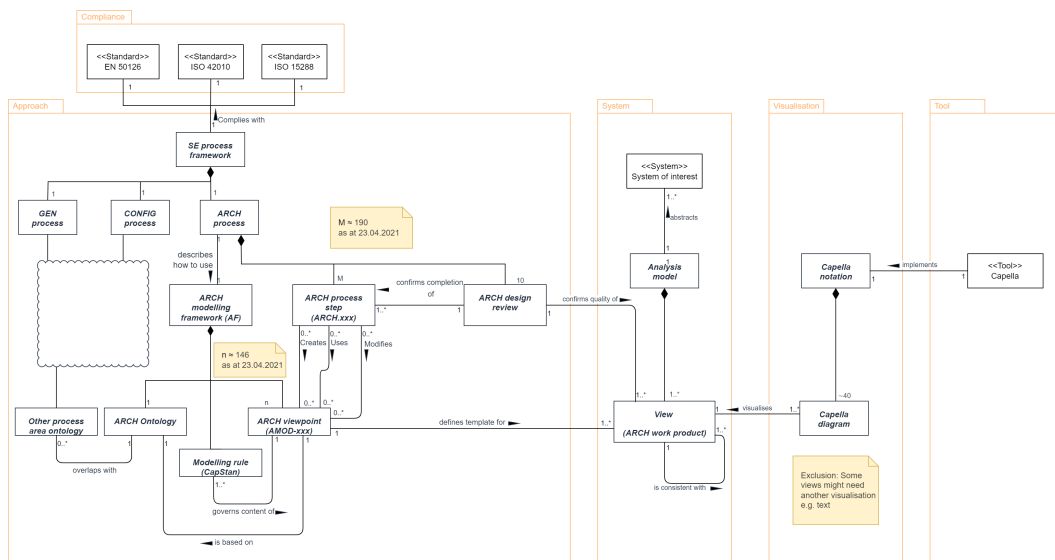 Compliance
<<Standard>>
EN 50126
<<Standard>>
ISO 42010
<<Standard>>
ISO 15288
1
1
1
Approach
System
Visualisation
Tool
Complies with
1
SE process
framework
<<System>>
System of interest
1
1
1
1..*
GEN
process
CONFIG
process
ARCH
process
M ≈ 190
as at 23.04.2021
abstracts
1
describes
how to use
1
1
Analysis
model
Capella
notation
implements
<<Tool>>
Capella
1
1
M
10
confirms completion
of
1
ARCH
modelling
framework (AF)
ARCH process
step
(ARCH.xxx)
1..*
1
ARCH design
review
1
confirms quality of
0..*
0..*
0..*
Creates
Uses
Modifies
n ≈ 146
as at 23.04.2021
1
n
0..*
0..*
0..*
1..*
1..*
~40
Other process
area ontology
ARCH Ontology
ARCH viewpoint
(AMOD-xxx)
1
defines template for
1..*
View
(ARCH work product)
1
visualises
1..*
Capella
diagram
0..*
1
1
1
1
1
1..*
overlaps with
Modelling rule
(CapStan)
1..*
governs content of
is consistent with
Exclusion: Some
views might need
another visualisation
e.g. text
is based on